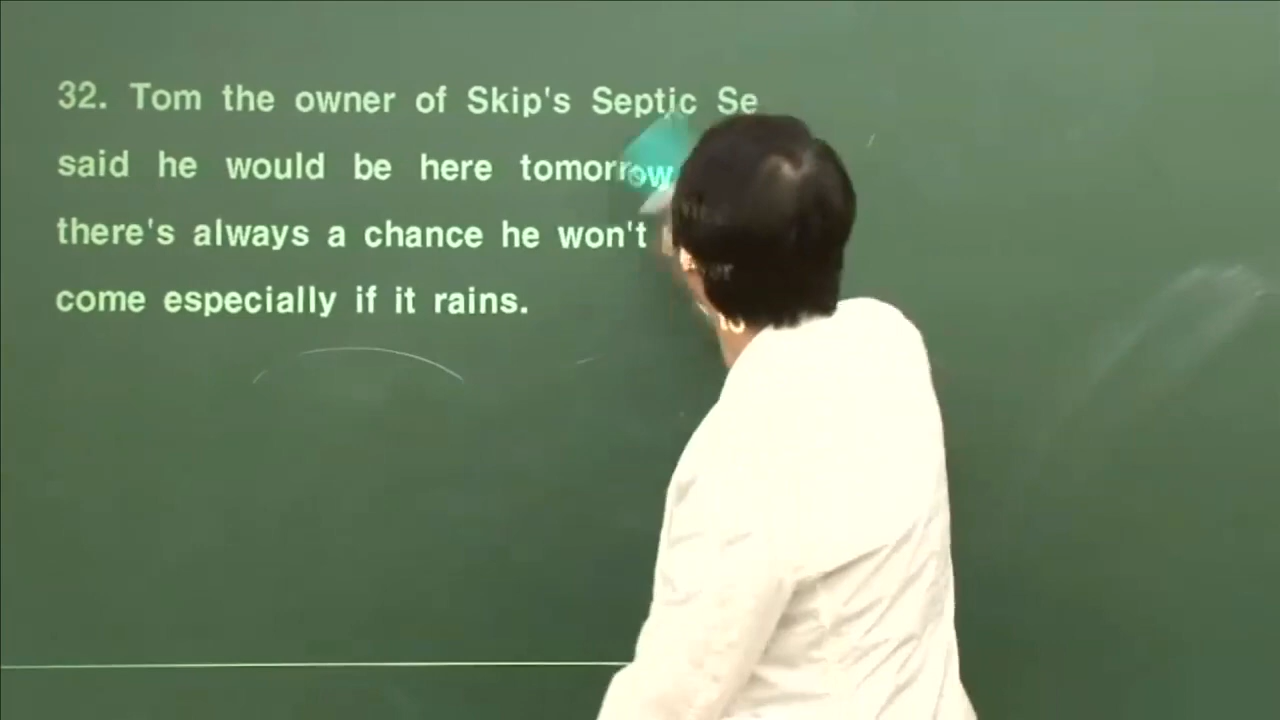 32. Tom the owner of Skip's Septic Se
said he would be here tomorrow
there's always a chance he won't
come especially if it rains.